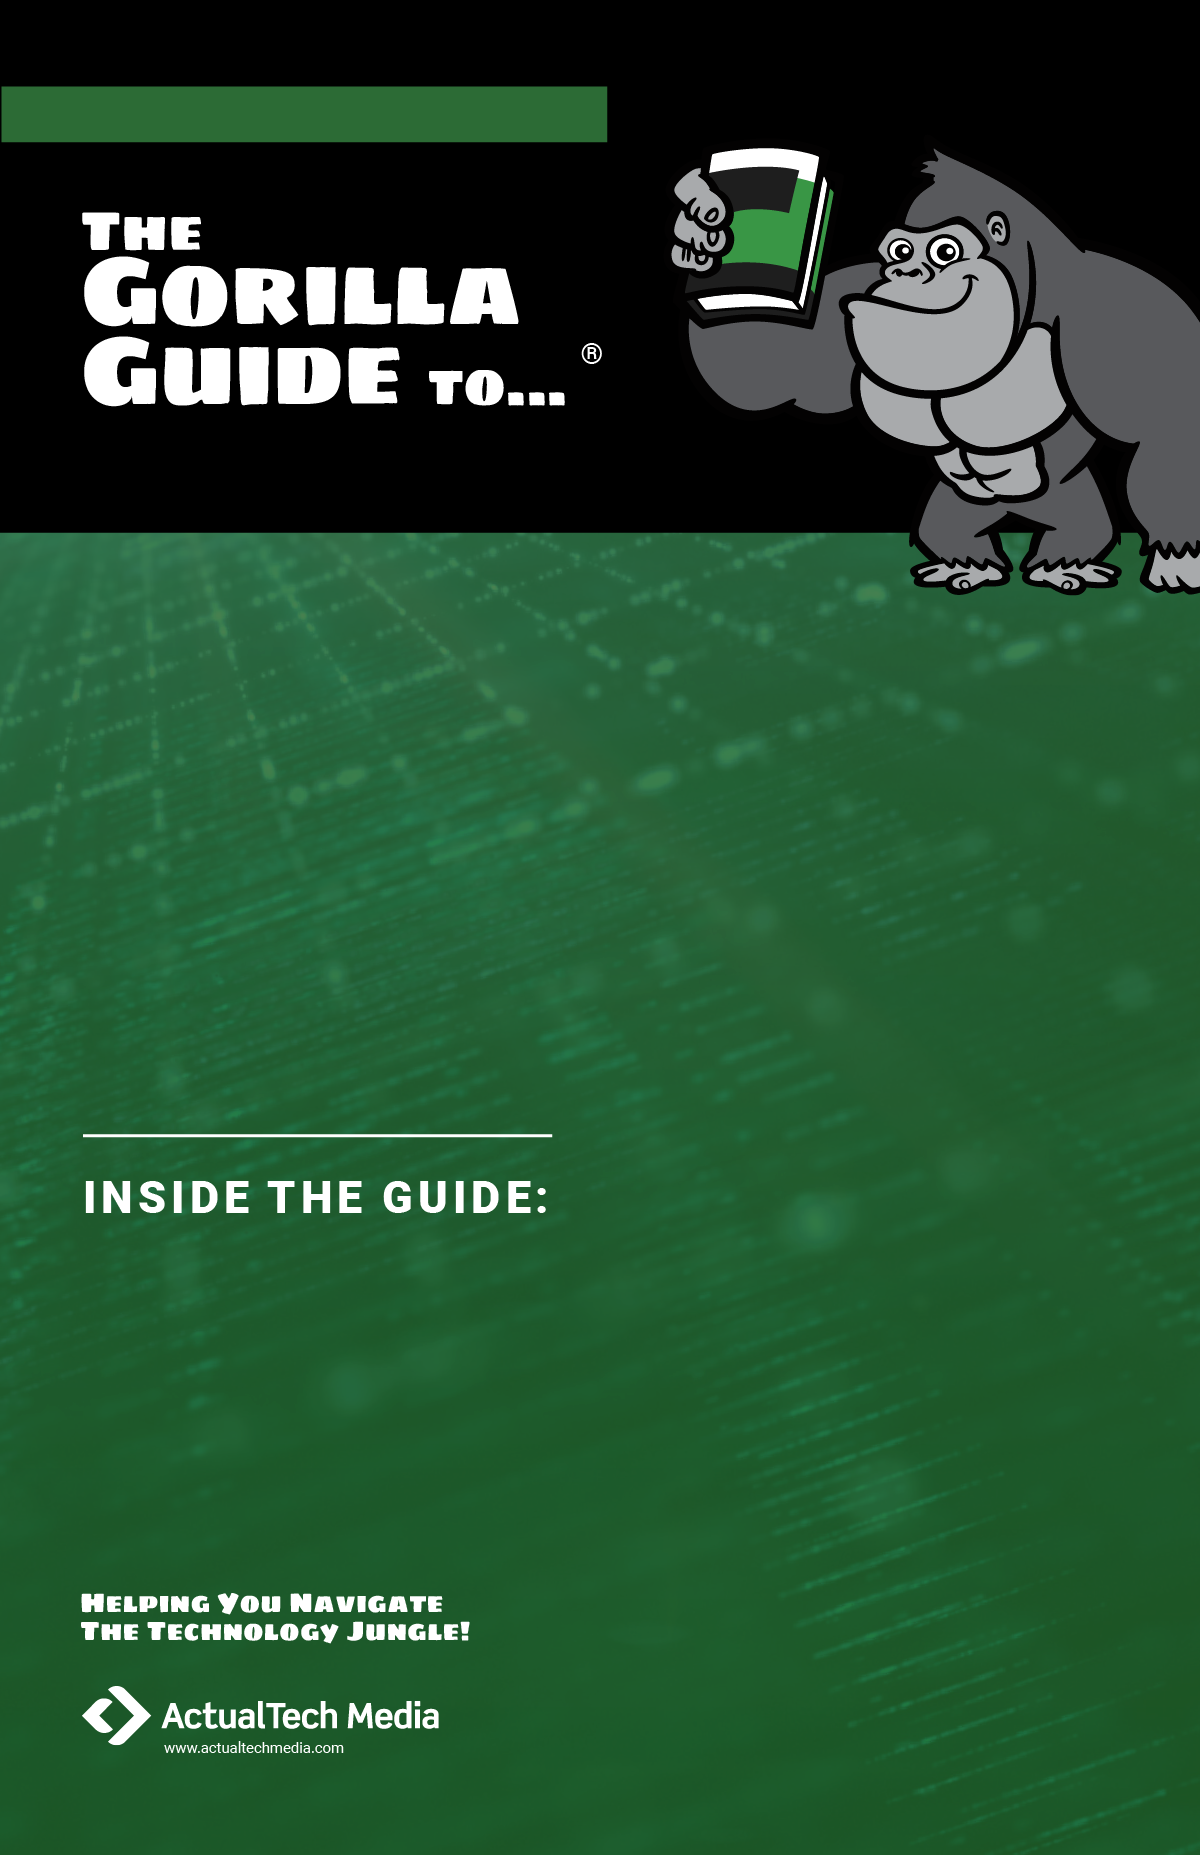 The
Gorilla
Guide to... ®
INSIDE THE GUIDE:
Helping You Navigate
The Technology Jungle!
ActualTech Media
www.actualtechmedia.com